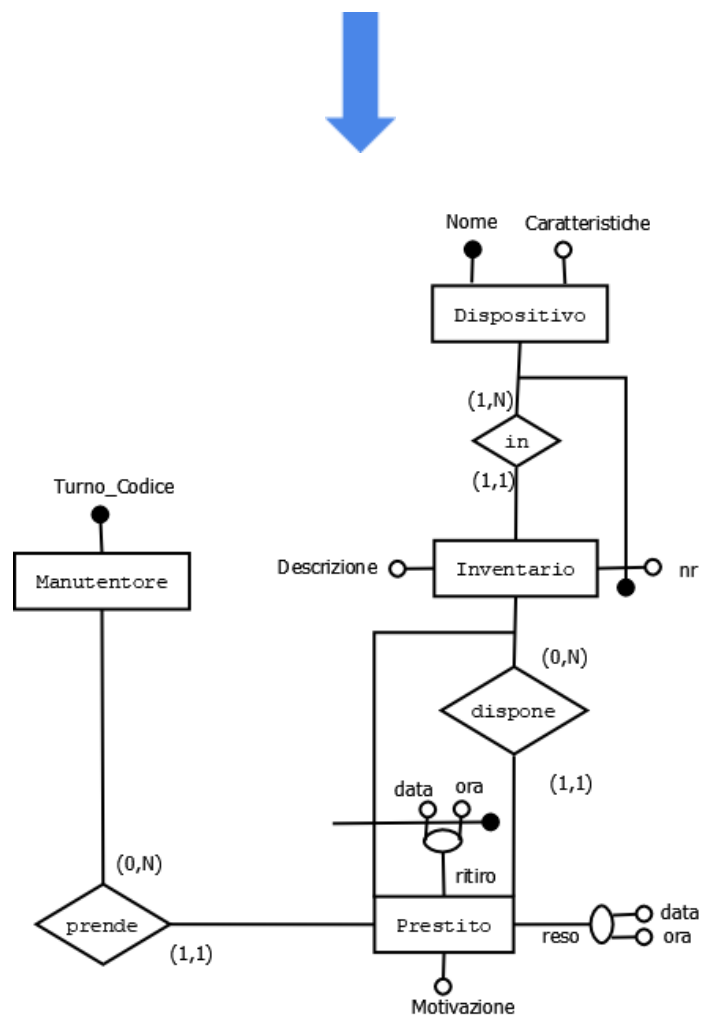 Nome Caratteristiche
Dispositivo
(1,N)
in
(1,1)
Turno_Codice
Manutentore
Descrizione Inventario nr
(0,N)
dispone
(1,1)
data ora
ritiro
(0,N)
prende
(1,1)
Prestito
reso
data
ora
Motivazione